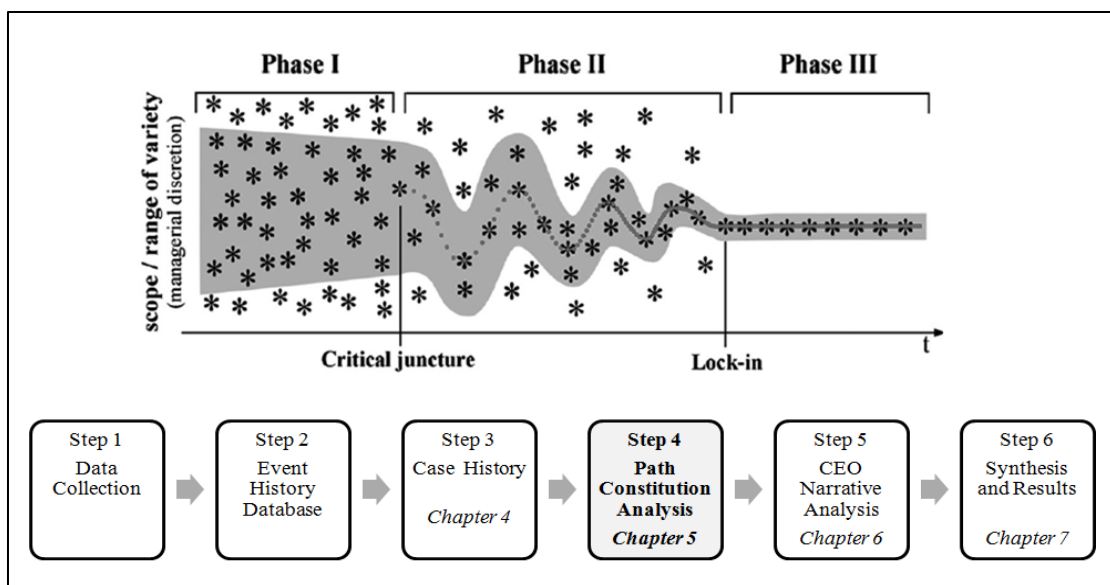 Phase I
Phase II
Phase III
scope / range of variety
(managerial discretion)
t
Critical juncture
Lock-in
Step 1
Data
Collection
Step 2
Event
History
Database
Step 3
Case History
Chapter 4
Step 4
Path
Constitution
Analysis
Chapter 5
Step 5
CEO
Narrative
Analysis
Chapter 6
Step 6
Synthesis
and Results
Chapter 7